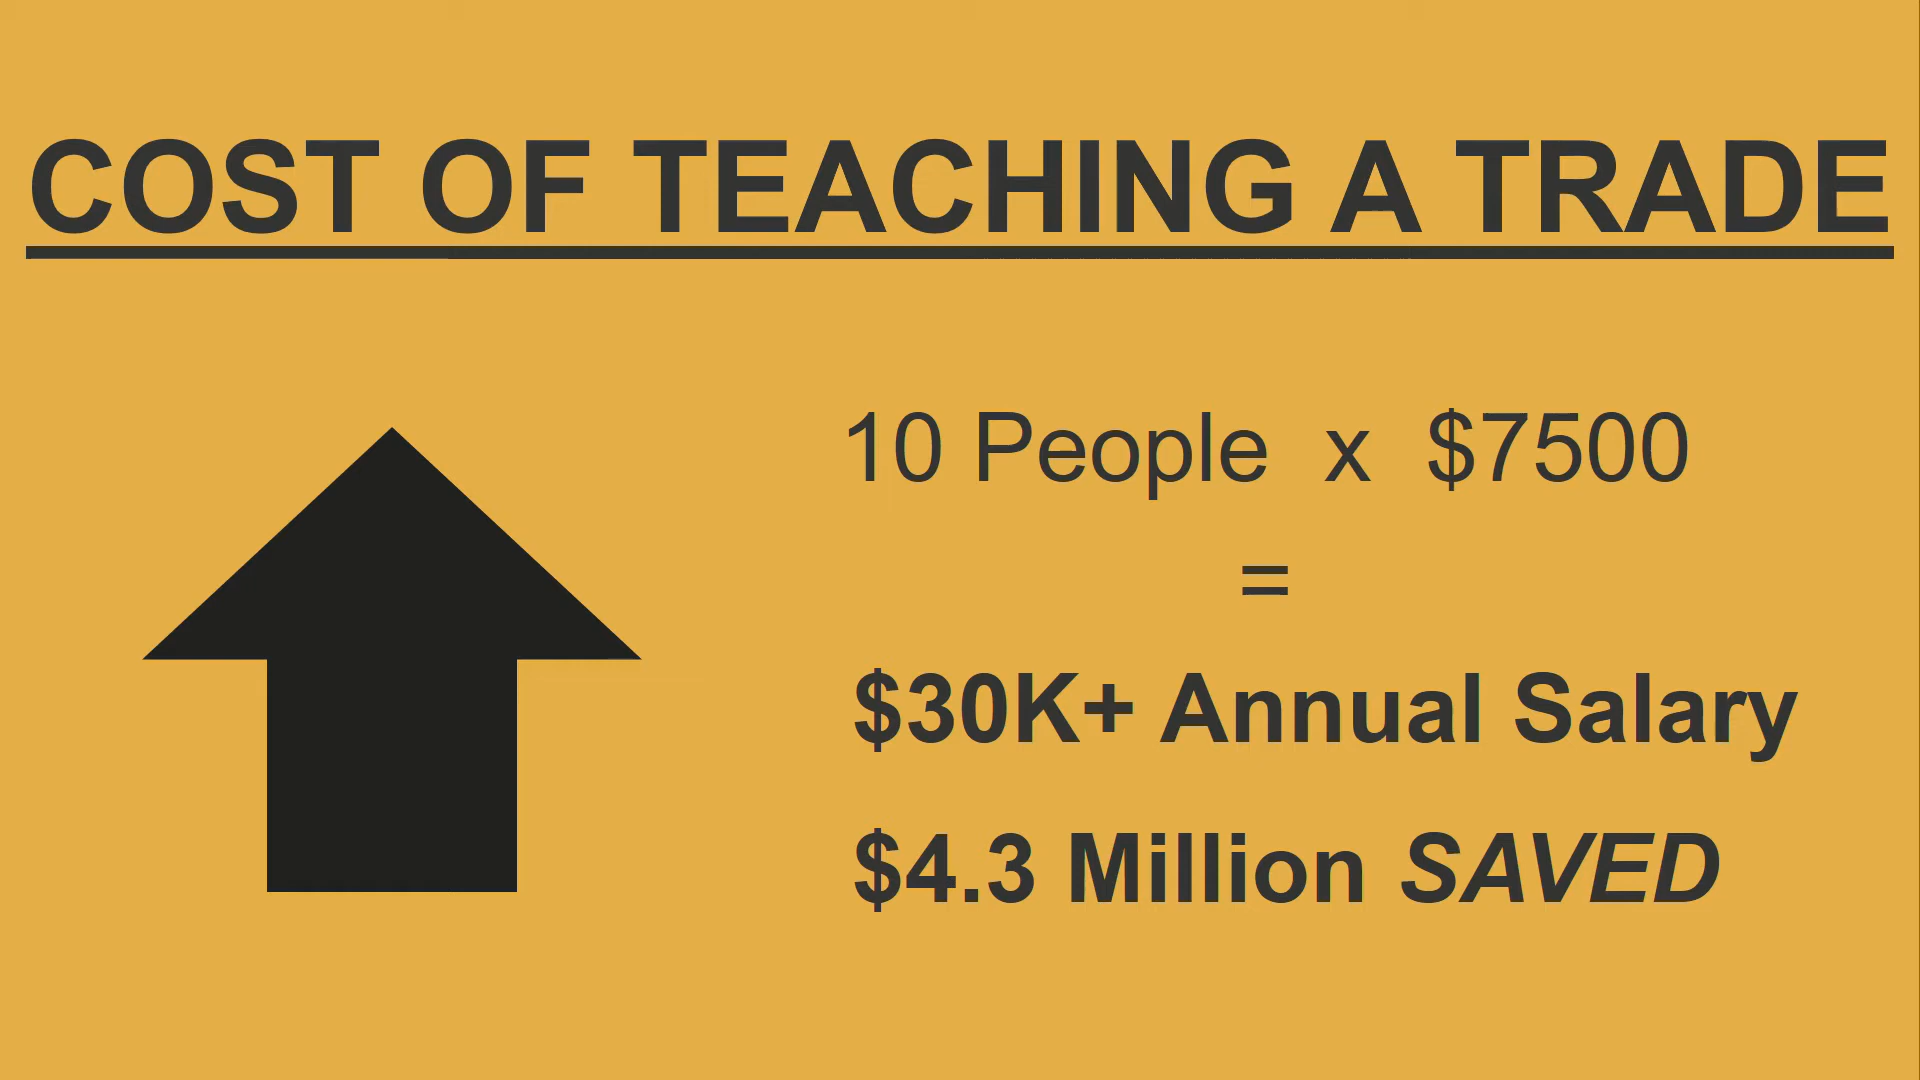 COST OF TEACHING A TRADE
10 People x $7500
=
$30K+ Annual Salary
$4.3 Million SAVED